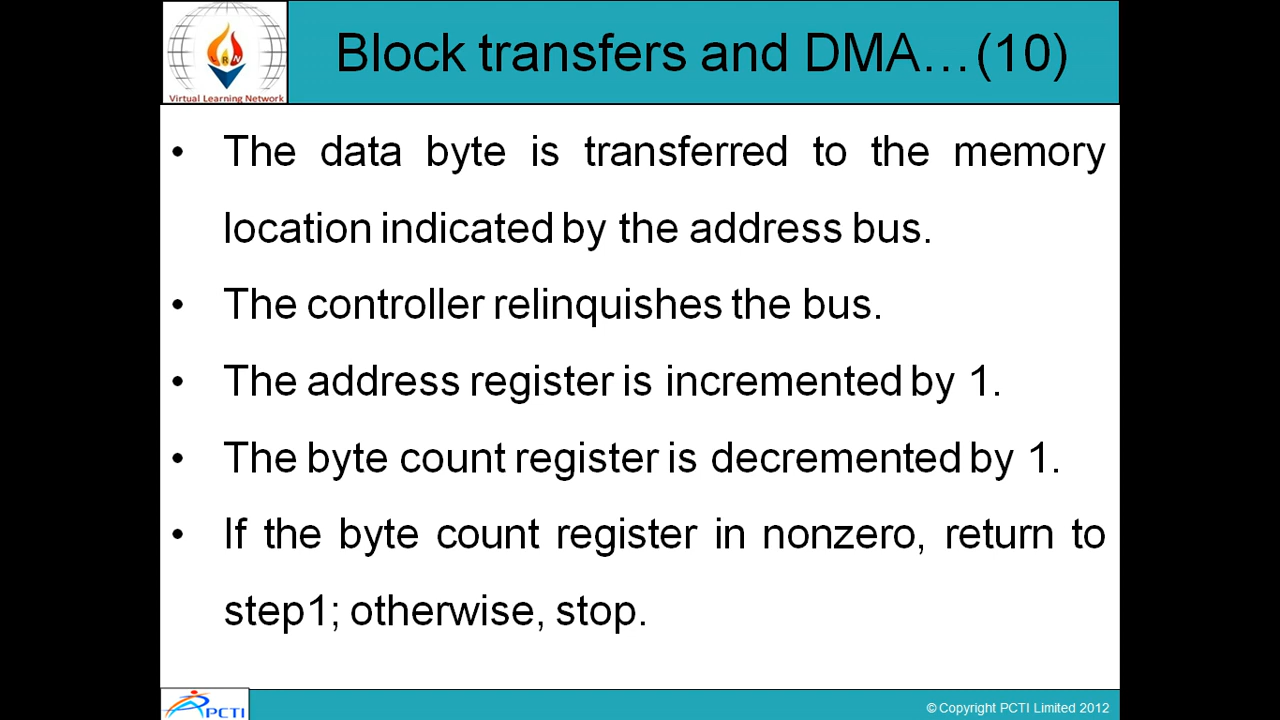 LRN
Virtual Learning Network
Block transfers and DMA...(10)
• The data byte is transferred to the memory
location indicated by the address bus.
• The controller relinquishes the bus.
• The address register is incremented by 1.
• The byte count register is decremented by 1.
• If the byte count register in nonzero, return to
step1; otherwise, stop.
PCTI
© Copyright PCTI Limited 2012